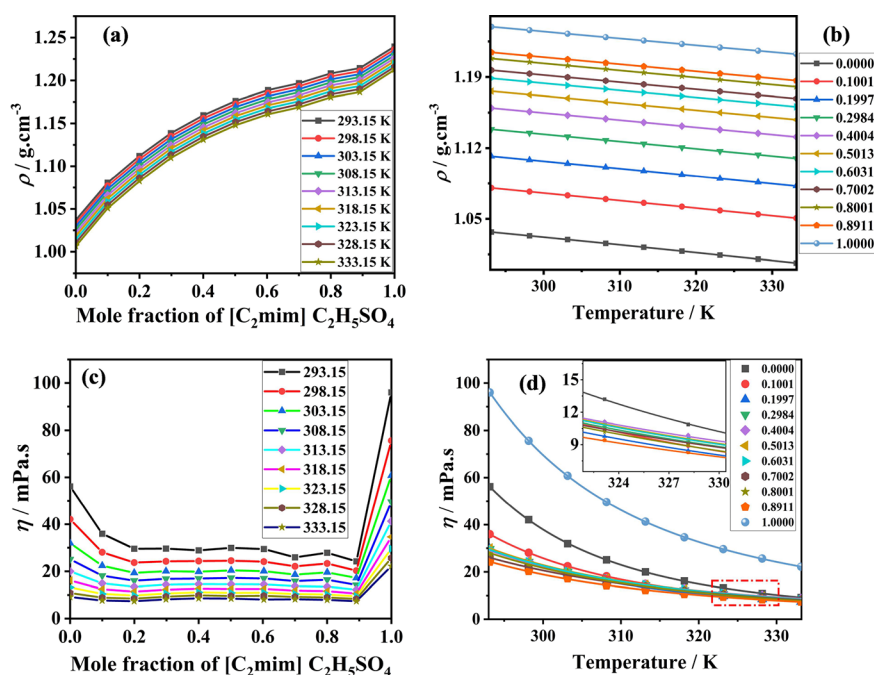 (a)
1.25
1.20
1.15
1.10
1.05
1.00
ρ / g.cm⁻³
293.15 K
298.15 K
303.15 K
308.15 K
313.15 K
318.15 K
323.15 K
328.15 K
333.15 K
0.0 0.2 0.4 0.6 0.8 1.0
Mole fraction of [C₂mim] C₂H₅SO₄
(b)
1.19
1.12
1.05
ρ / g.cm⁻³
300 310 320 330
Temperature / K
0.0000
0.1001
0.1997
0.2984
0.4004
0.5013
0.6031
0.7002
0.8001
0.8911
1.0000
(c)
100
80
60
40
20
0
η / mPa.s
293.15
298.15
303.15
308.15
313.15
318.15
323.15
328.15
333.15
0.0 0.2 0.4 0.6 0.8 1.0
Mole fraction of [C₂mim] C₂H₅SO₄
(d)
100
80
60
40
20
0
η / mPa.s
15
12
9
324 327 330
300 310 320 330
Temperature / K
0.0000
0.1001
0.1997
0.2984
0.4004
0.5013
0.6031
0.7002
0.8001
0.8911
1.0000